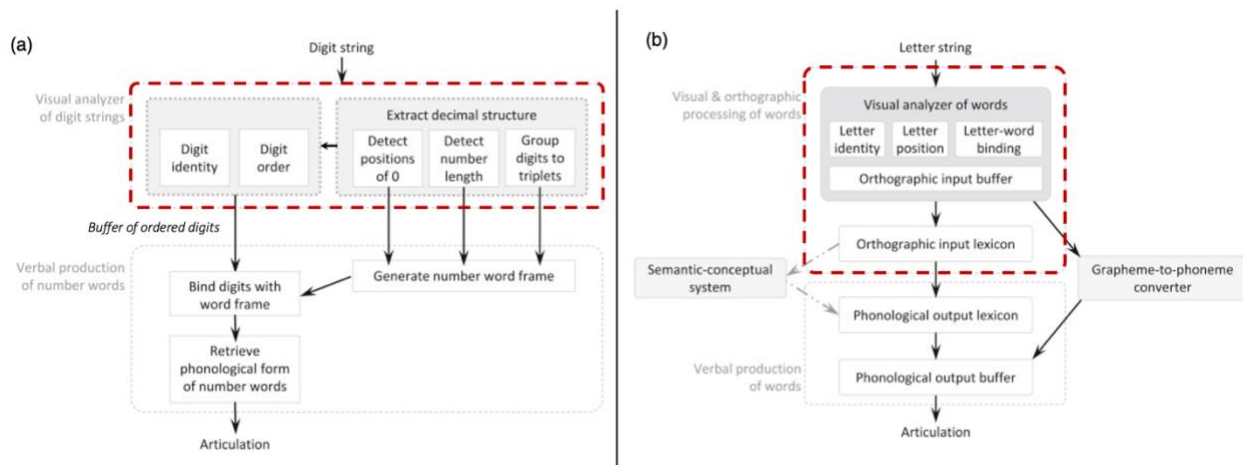 (a)
Digit string
Visual analyzer
of digit strings
Extract decimal structure
Digit
identity
Digit
order
Detect
positions
of 0
Detect
number
length
Group
digits to
triplets
Buffer of ordered digits
Verbal production
of number words
Generate number word frame
Bind digits with
word frame
Retrieve
phonological form
of number words
Articulation
(b)
Letter string
Visual & orthographic
processing of words
Visual analyzer of words
Letter
identity
Letter
position
Letter-word
binding
Orthographic input buffer
Orthographic input lexicon
Semantic-conceptual
system
Grapheme-to-phoneme
converter
Phonological output lexicon
Verbal production
of words
Phonological output buffer
Articulation